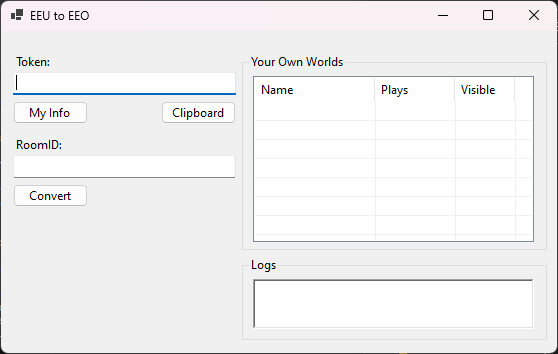 EEU to EEO
Token:
My Info
Clipboard
RoomID:
Convert
Your Own Worlds
Name Plays Visible
Logs